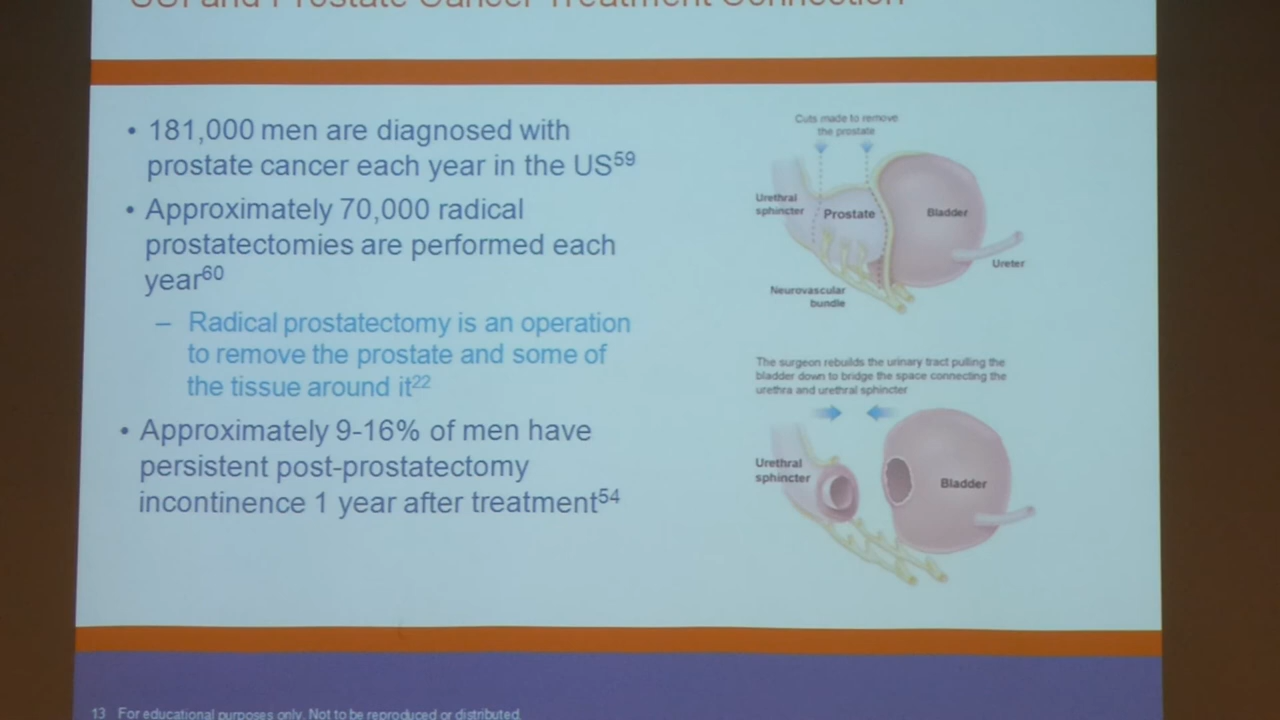 and Prostate Cancer Treatment Connection
• 181,000 men are diagnosed with
prostate cancer each year in the US59
• Approximately 70,000 radical
prostatectomies are performed each
year60
– Radical prostatectomy is an operation
to remove the prostate and some of
the tissue around it22
• Approximately 9-16% of men have
persistent post-prostatectomy
incontinence 1 year after treatment54
Cuts made to remove
the prostate
Urethral
sphincter
Prostate
Bladder
Ureter
Neurovascular
bundle
The surgeon rebuilds the urinary tract pulling the
bladder down to bridge the space connecting the
urethra and urethral sphincter
Urethral
sphincter
Bladder
13 For educational purposes only. Not to be reproduced or distributed.